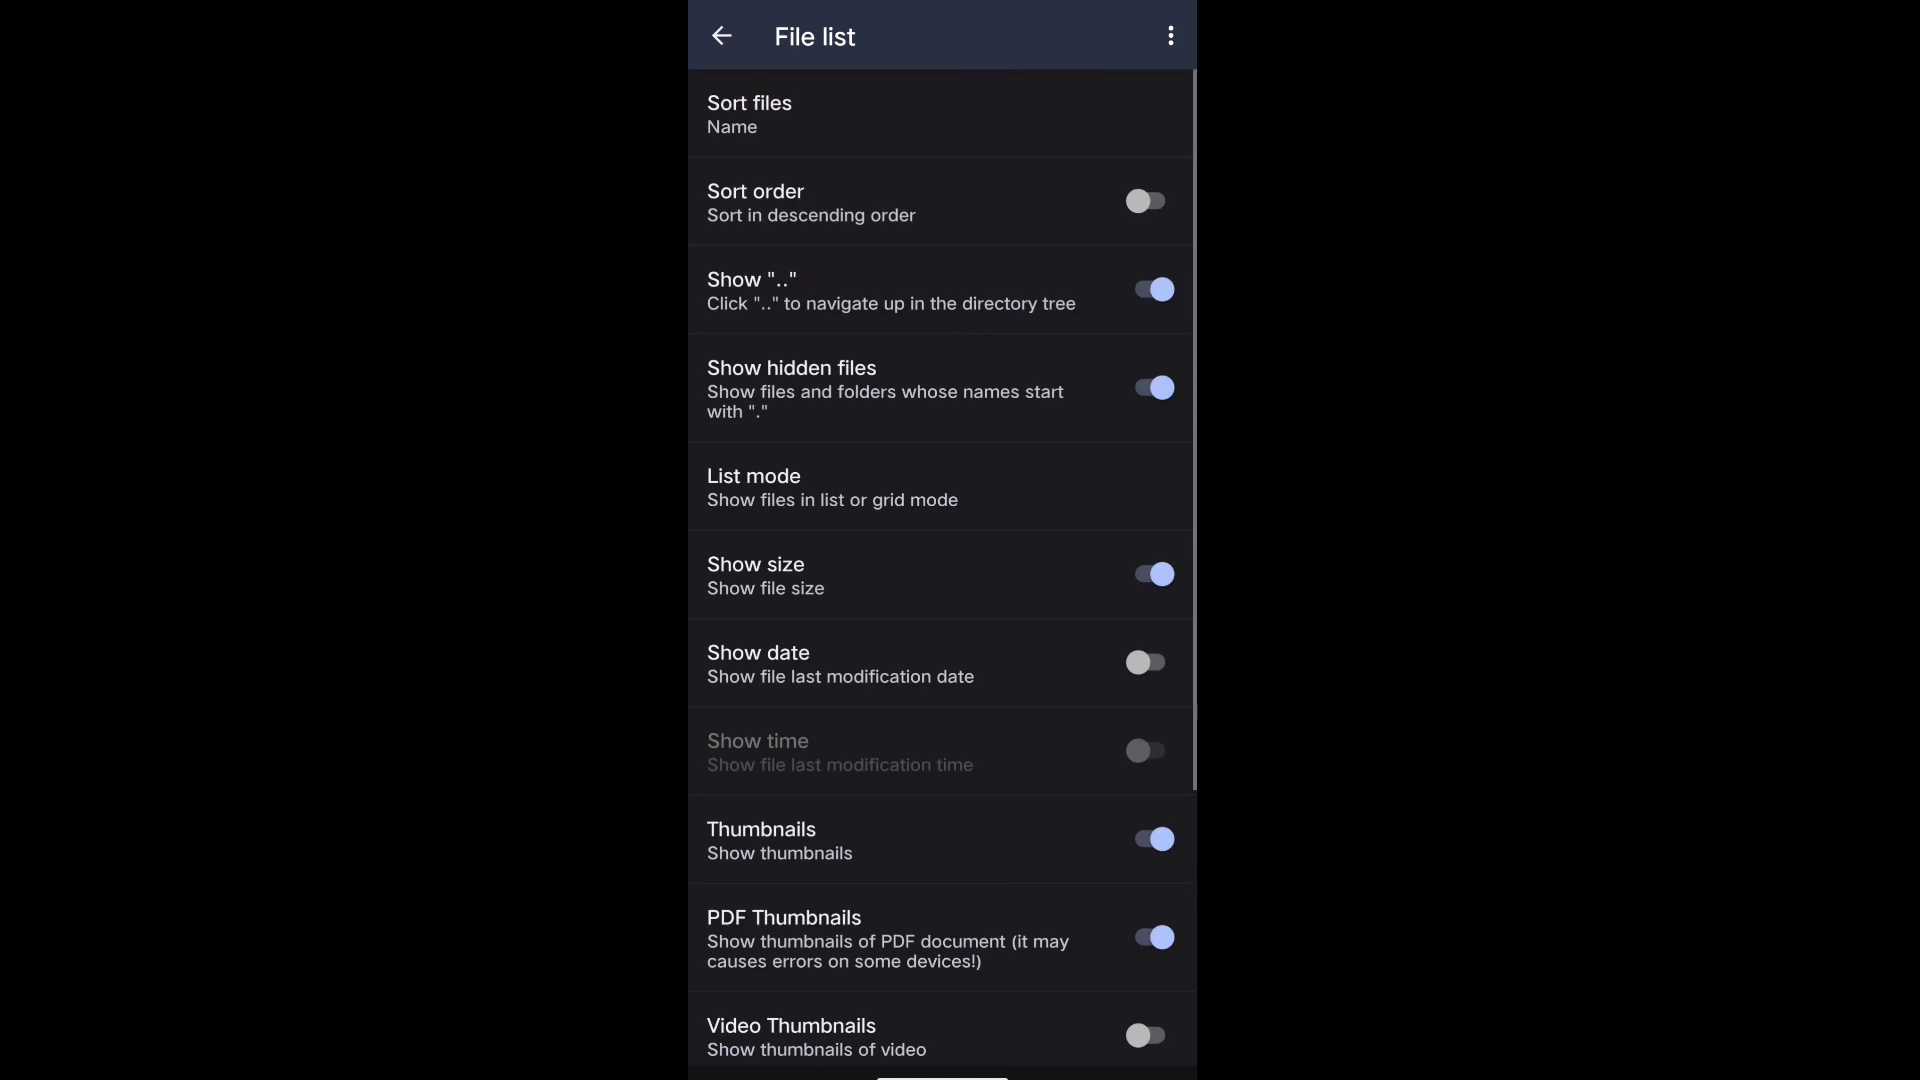 File list
Sort files
Name
Sort order
Sort in descending order
Show ".."
Click ".." to navigate up in the directory tree
Show hidden files
Show files and folders whose names start
with "."
List mode
Show files in list or grid mode
Show size
Show file size
Show date
Show file last modification date
Show time
Show file last modification time
Thumbnails
Show thumbnails
PDF Thumbnails
Show thumbnails of PDF document (it may
causes errors on some devices!)
Video Thumbnails
Show thumbnails of video